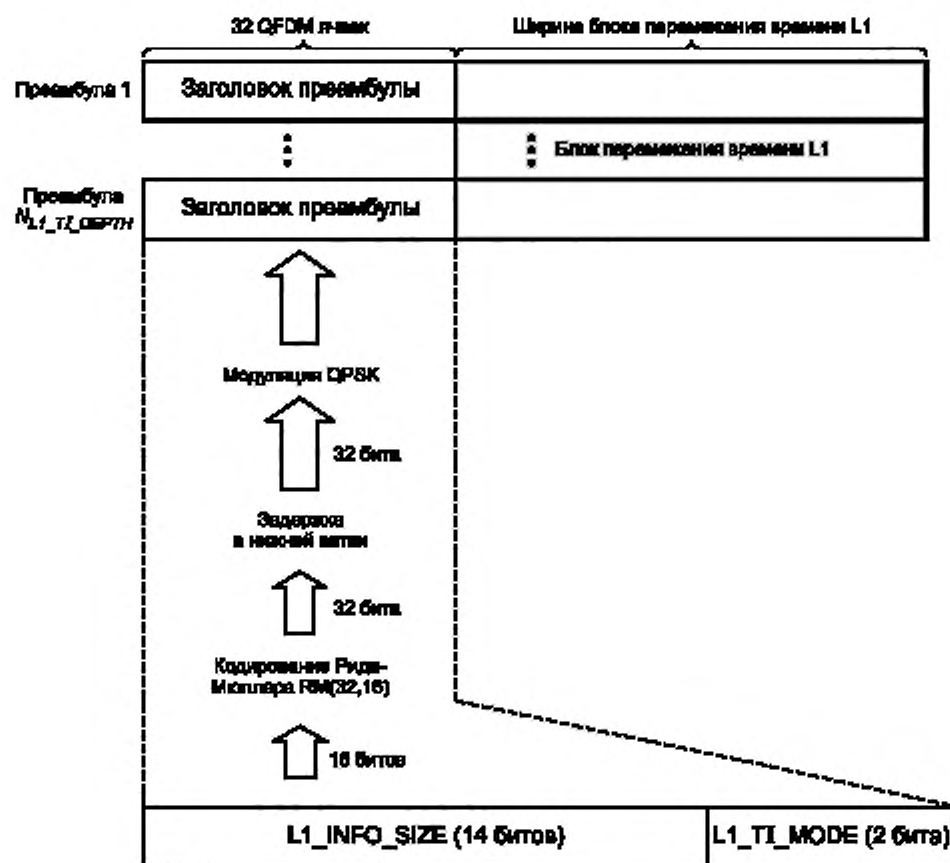 32 OFDM ячеек
Ширина блока перемежения времени L1
Преамбула 1
Заголовок преамбулы
Блок перемежения времени L1
Преамбула
N_L1_TI_DEPTH
Заголовок преамбулы
Модуляция QPSK
32 бита
Задержка
в нижней ветви
32 бита
Кодирование Рида-
Мюллера RM(32,16)
16 битов
L1_INFO_SIZE (14 битов)
L1_TI_MODE (2 бита)